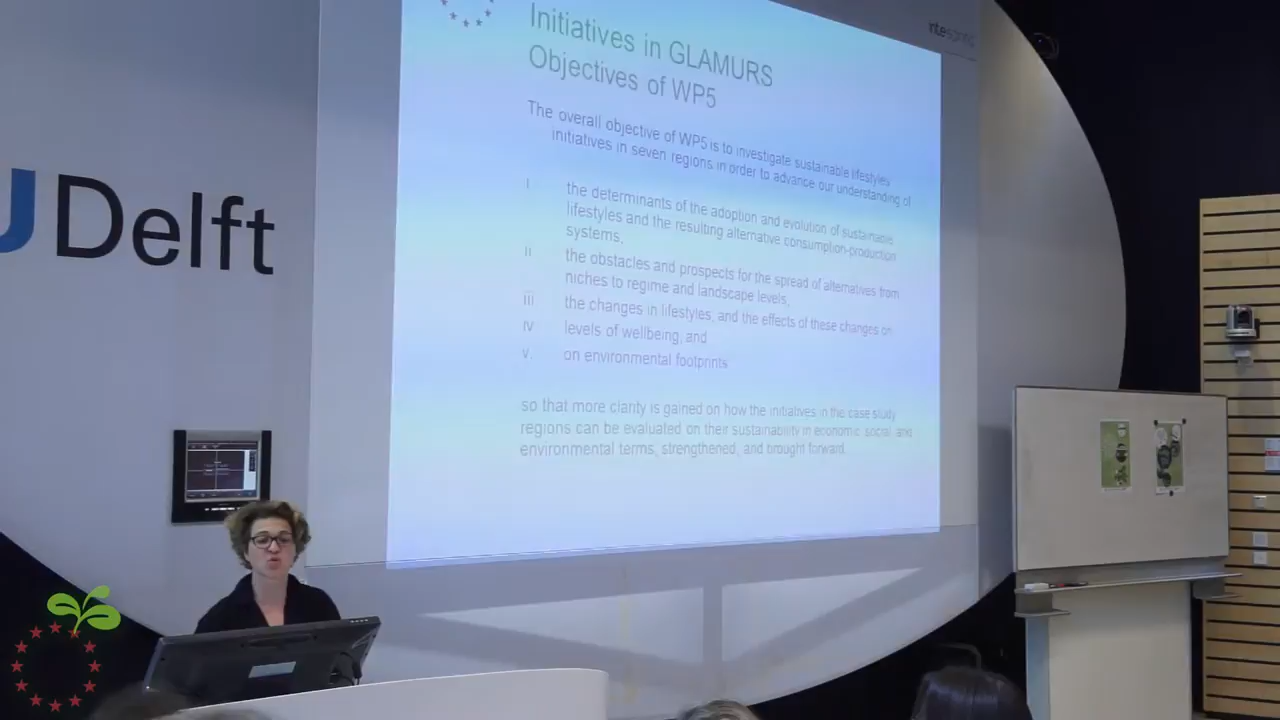 Initiatives in GLAMURS
Objectives of WP5
The overall objective of WP5 is to investigate sustainable lifestyles
initiatives in seven regions in order to advance our understanding of
i the determinants of the adoption and evolution of sustainable
lifestyles and the resulting alternative consumption-production
systems,
ii the obstacles and prospects for the spread of alternatives from
niches to regime and landscape levels,
iii the changes in lifestyles, and the effects of these changes on
iv levels of wellbeing, and
v. on environmental footprints
so that more clarity is gained on how the initiatives in the case study
regions can be evaluated on their sustainability in economic, social, and
environmental terms, strengthened, and brought forward.
UDelft